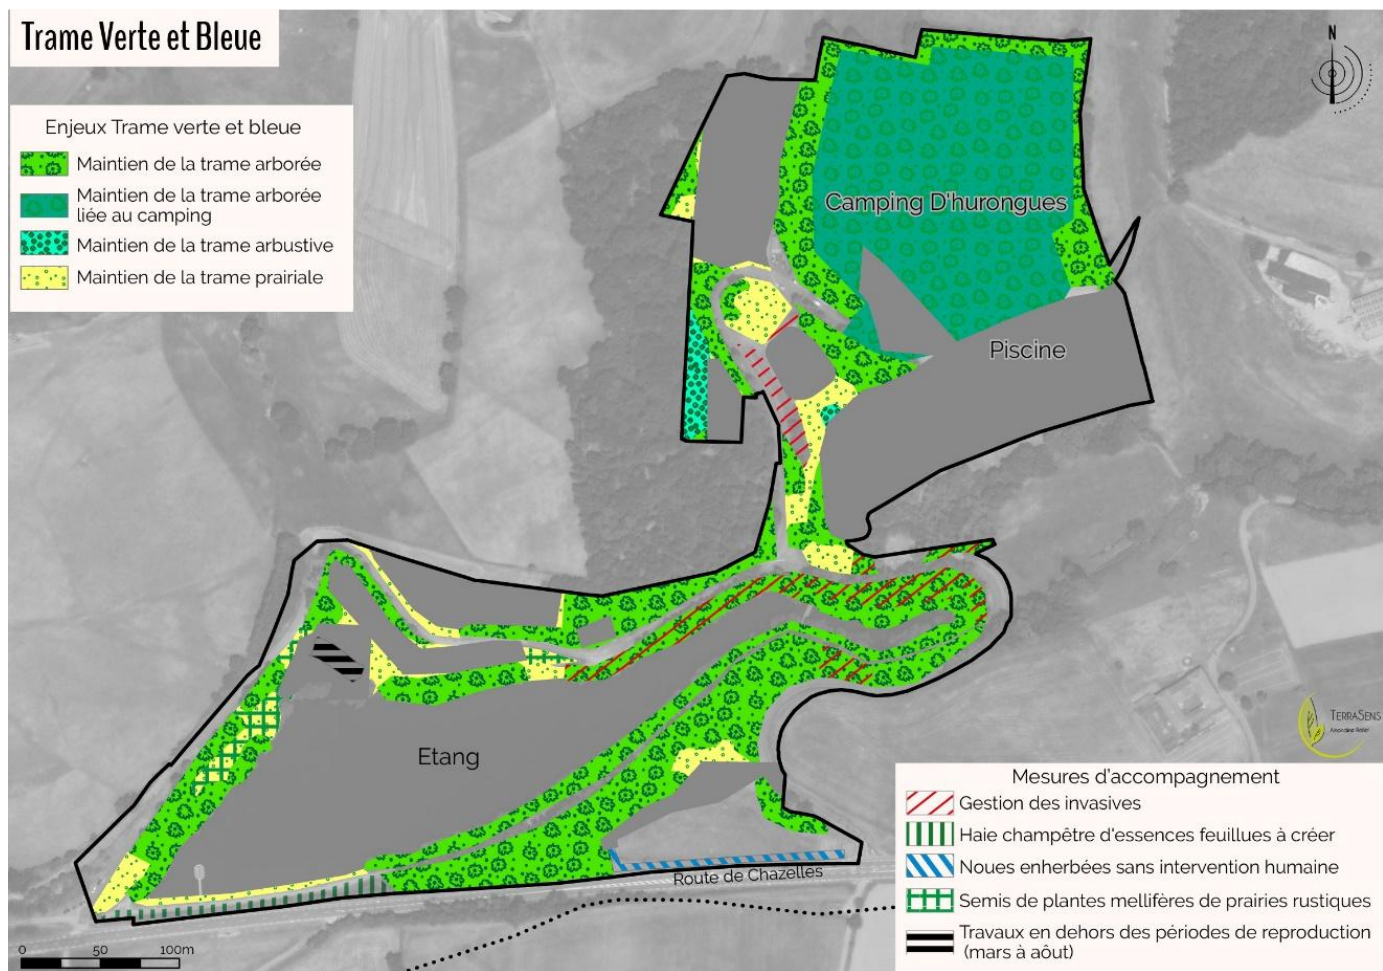 Trame Verte et Bleue
Enjeux Trame verte et bleue
Maintien de la trame arborée
Maintien de la trame arborée
liée au camping
Maintien de la trame arbustive
Maintien de la trame prairiale
N
Camping D'hurongues
Piscine
Etang
Route de Chazelles
TERRASENS
Mesures d'accompagnement
Gestion des invasives
Haie champêtre d'essences feuillues à créer
Noues enherbées sans intervention humaine
Semis de plantes mellifères de prairies rustiques
Travaux en dehors des périodes de reproduction
(mars à aôut)
0 50 100m